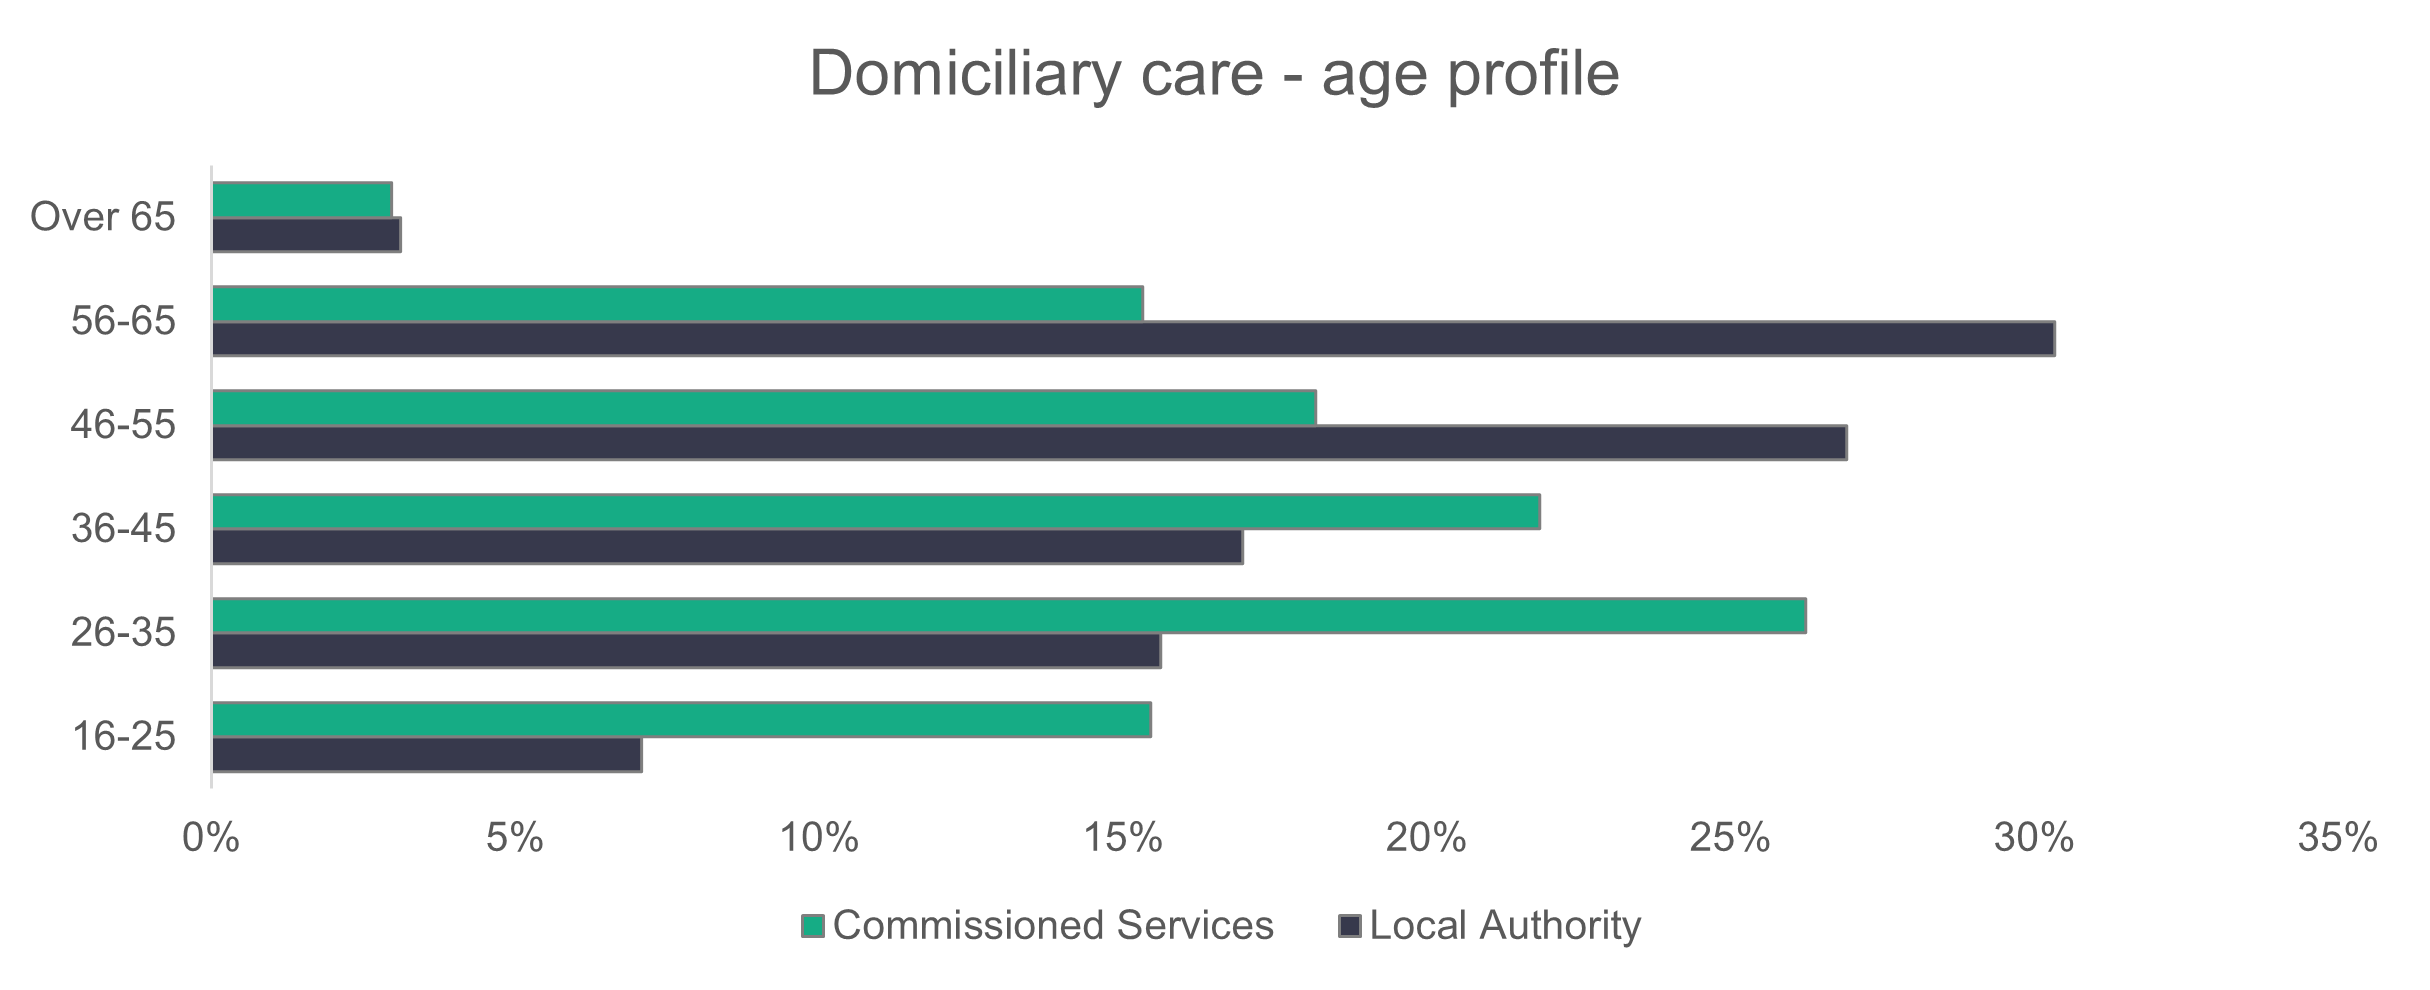 Domiciliary care - age profile
Over 65
56-65
46-55
36-45
26-35
16-25
0% 5% 10% 15% 20% 25% 30% 35%
Commissioned Services Local Authority